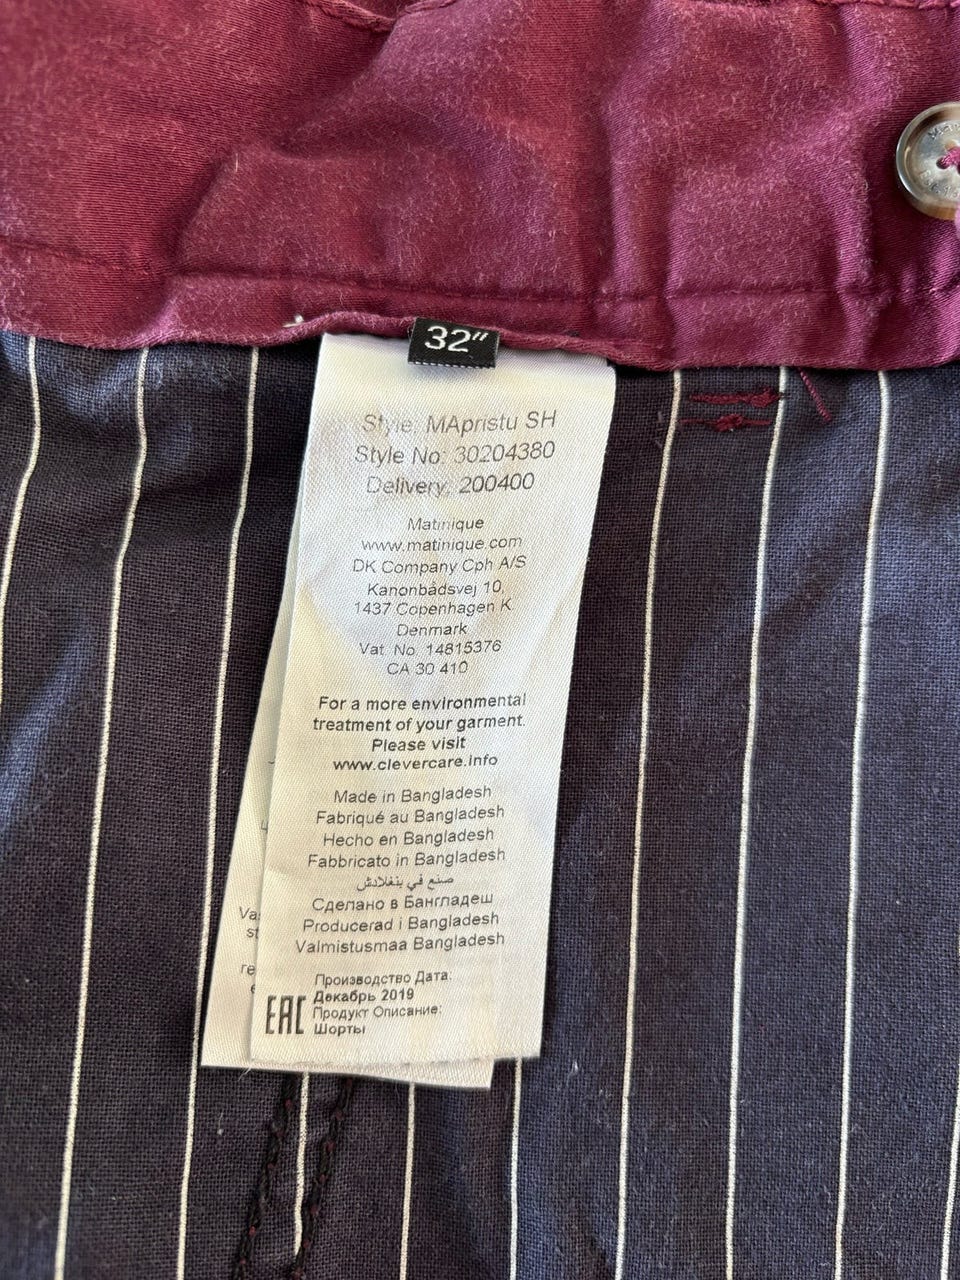 32"
Style: MApristu SH
Style No: 30204380
Delivery: 200400
Matinique
www.matinique.com
DK Company Cph A/S
Kanonbådsvej 10,
1437 Copenhagen K
Denmark
Vat. No. 14815376
CA 30 410
For a more environmental
treatment of your garment.
Please visit
www.clevercare.info
Made in Bangladesh
Fabriqué au Bangladesh
Hecho en Bangladesh
Fabbricato in Bangladesh
صنع في بنغلادش
Сделано в Бангладеш
Producerad i Bangladesh
Valmistusmaa Bangladesh
Производство Дата:
Декабрь 2019
Продукт Описание:
Шорты
EAC